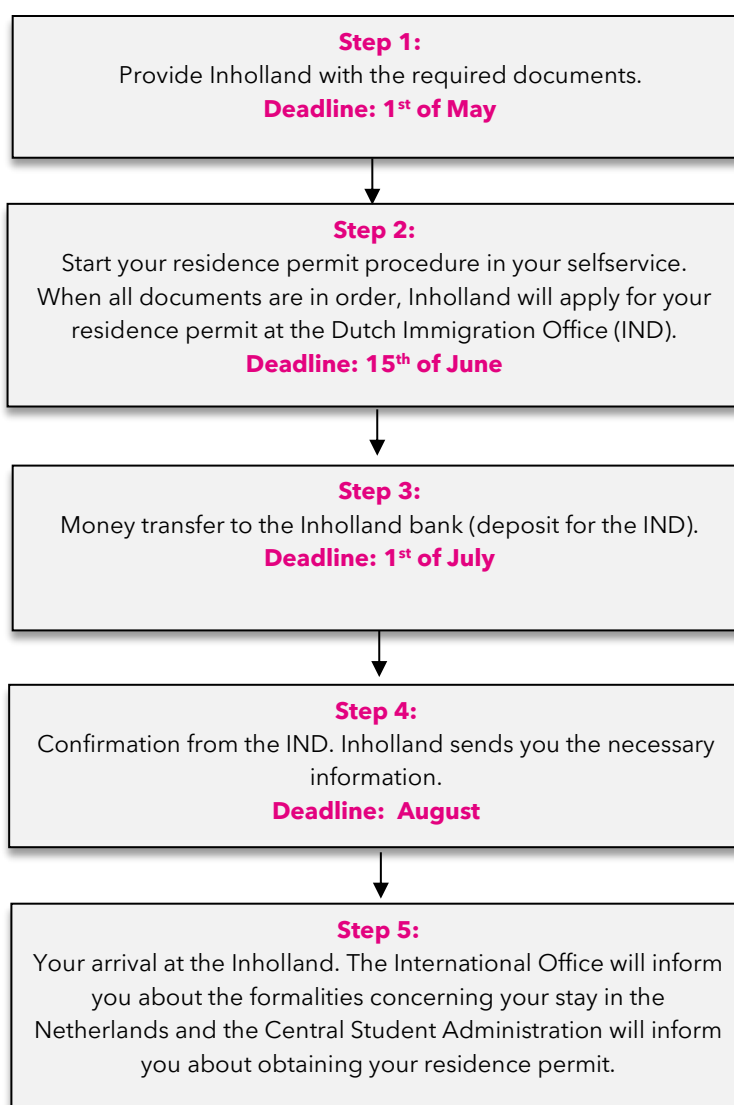 Step 1:
Provide Inholland with the required documents.
Deadline: 1st of May
Step 2:
Start your residence permit procedure in your selfservice.
When all documents are in order, Inholland will apply for your
residence permit at the Dutch Immigration Office (IND).
Deadline: 15th of June
Step 3:
Money transfer to the Inholland bank (deposit for the IND).
Deadline: 1st of July
Step 4:
Confirmation from the IND. Inholland sends you the necessary
information.
Deadline: August
Step 5:
Your arrival at the Inholland. The International Office will inform
you about the formalities concerning your stay in the
Netherlands and the Central Student Administration will inform
you about obtaining your residence permit.